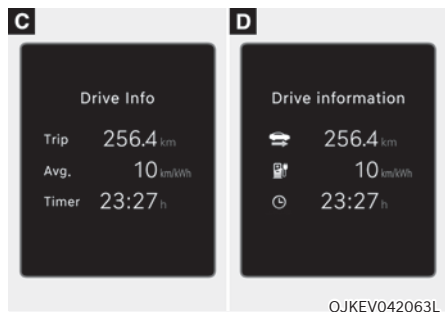 C
Drive Info
Trip 256.4 km
Avg. 10 km/kWh
Timer 23:27 h
D
Drive information
256.4 km
10 km/kWh
23:27 h
OJKEV042063L